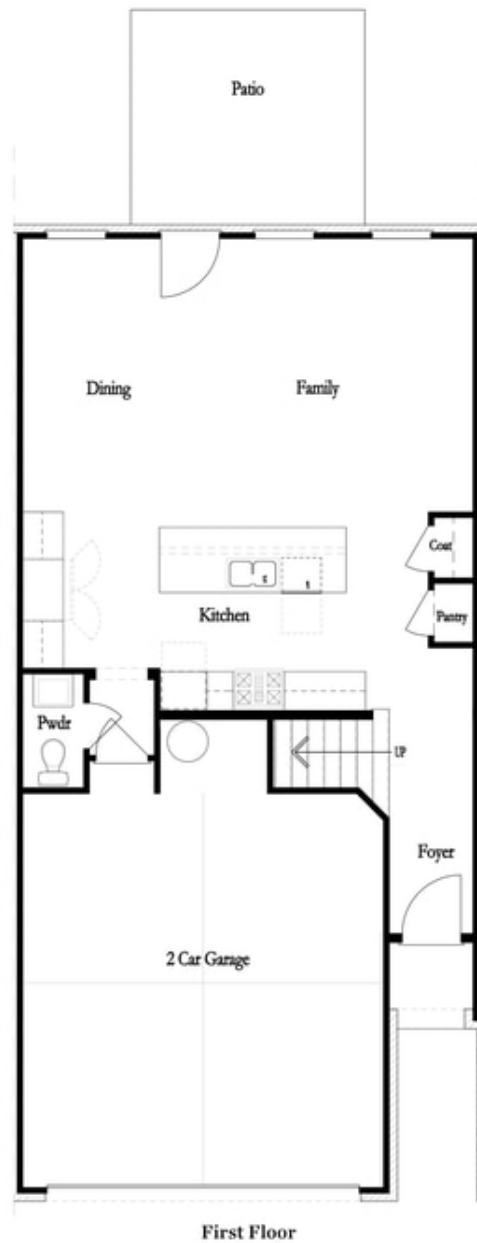 Patio
Dining
Family
Coat
Kitchen
Pantry
Pwdr
UP
Foyer
2 Car Garage
First Floor